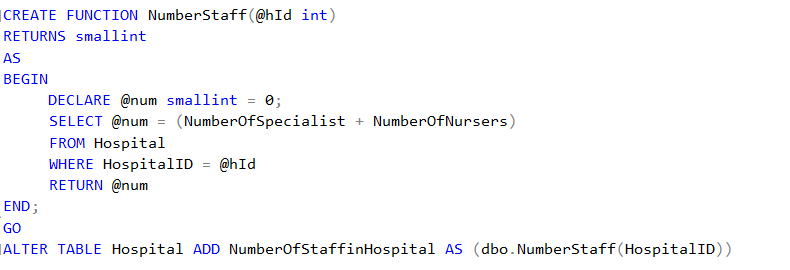 CREATE FUNCTION NumberStaff(@hId int)
RETURNS smallint
AS
BEGIN
DECLARE @num smallint = 0;
SELECT @num = (NumberOfSpecialist + NumberOfNursers)
FROM Hospital
WHERE HospitalID = @hId
RETURN @num
END;
GO
ALTER TABLE Hospital ADD NumberOfStaffinHospital AS (dbo.NumberStaff(HospitalID))